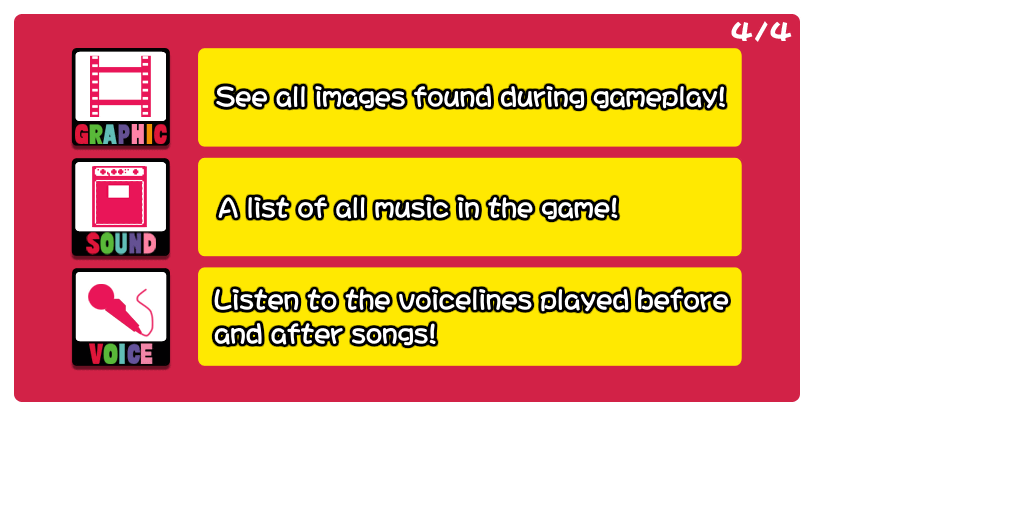 4/4
GRAPHIC
See all images found during gameplay!
SOUND
A list of all music in the game!
VOICE
Listen to the voicelines played before
and after songs!